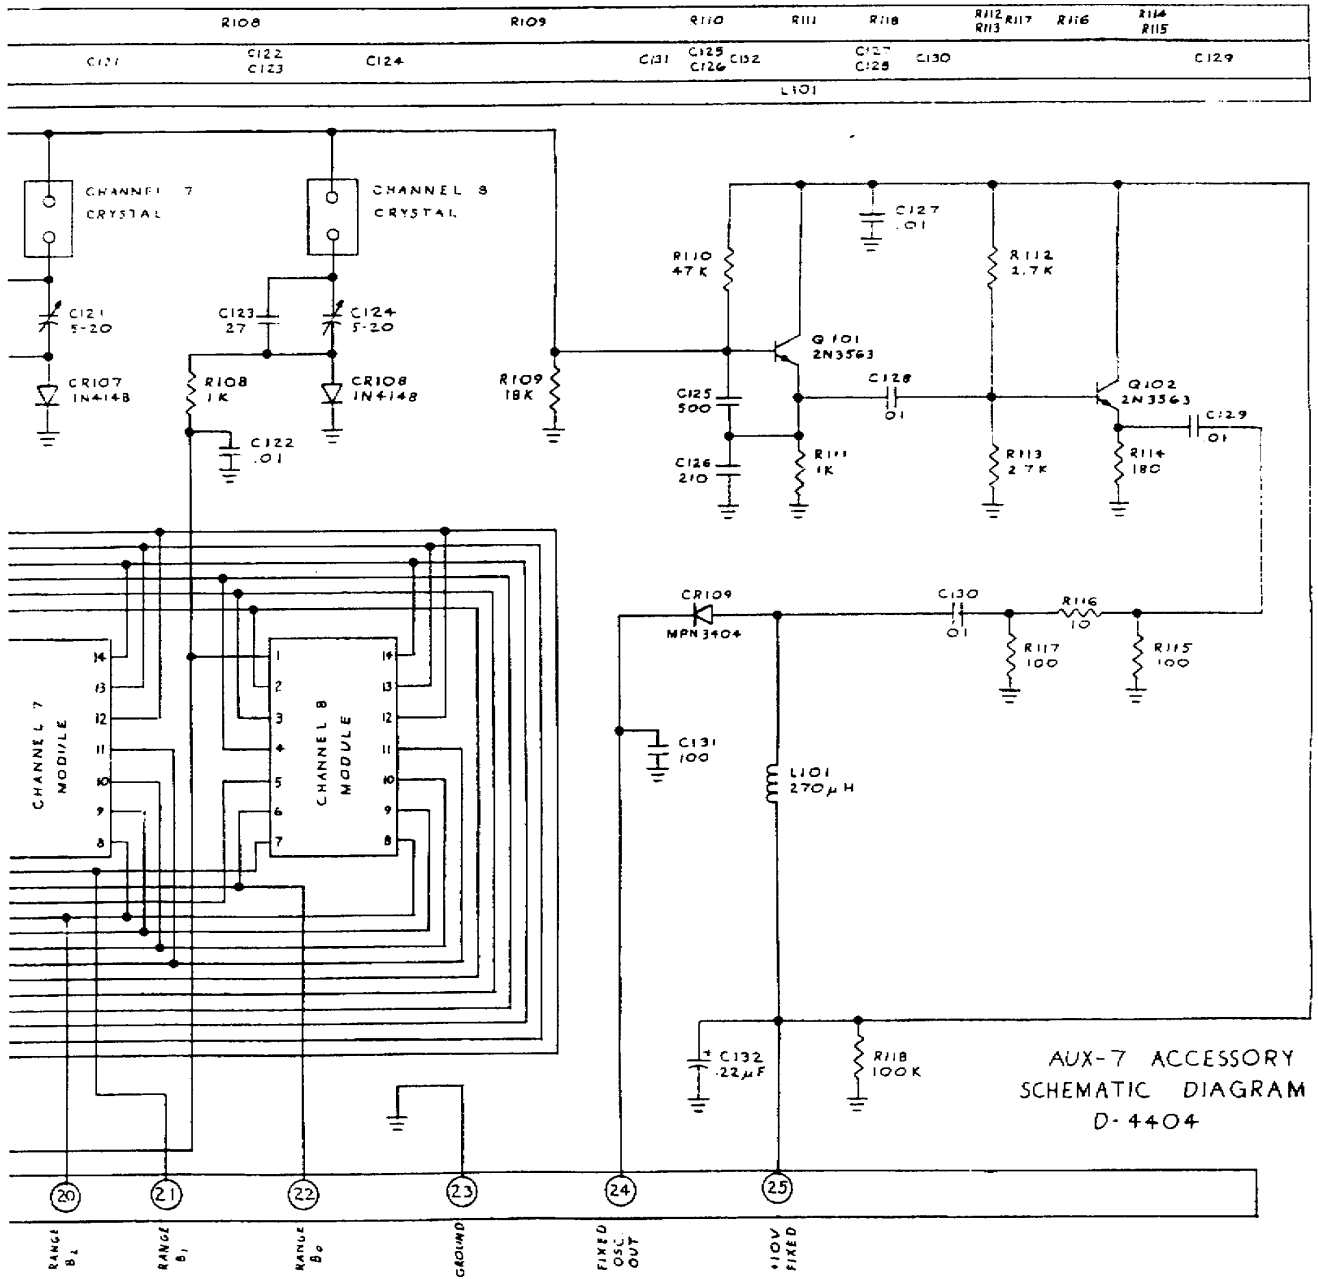 R108 R109 R110 R111 R118 R112 R117 R116 R114
R113 R115
C121 C122 C124 C131 C125 C132 C127 C130 C129
C123 C126 C128
L101
CHANNEL 7
CRYSTAL
CHANNEL 8
CRYSTAL
C127
.01
R110
47K
R112
2.7K
C121
5-20
C123
27
C124
5-20
Q101
2N3563
CR107
1N4148
R108
1K
CR108
1N4148
R109
18K
C125
500
C128
.01
Q102
2N3563
C129
.01
C122
.01
C126
210
R111
1K
R113
2.7K
R114
180
CR109
MPN3404
C130
.01
R116
10
R117
100
R115
100
14
13
12
11
10
9
8
CHANNEL 7
MODULE
1
2
3
4
5
6
7
CHANNEL 8
MODULE
14
13
12
11
10
9
8
C131
100
L101
270µH
C132
.22µF
+
R118
100K
AUX-7 ACCESSORY
SCHEMATIC DIAGRAM
D-4404
20 21 22 23 24 25
RANGE
B2
RANGE
B1
RANGE
B0
GROUND
FIXED
OSC
OUT
+10V
FIXED